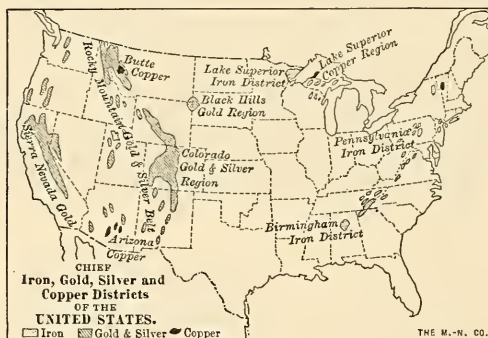 Rocky Mountain Gold & Silver Belt
Butte
Copper
Lake Superior
Iron District
Lake Superior
Copper Region
Black Hills
Gold Region
Sierra Nevada Gold
Colorado
Gold & Silver
Region
Pennsylvania
Iron District
Arizona
Copper
Birmingham
Iron District
CHIEF
Iron, Gold, Silver and
Copper Districts
OF THE
UNITED STATES.
Iron Gold & Silver Copper
THE M.-N. CO.